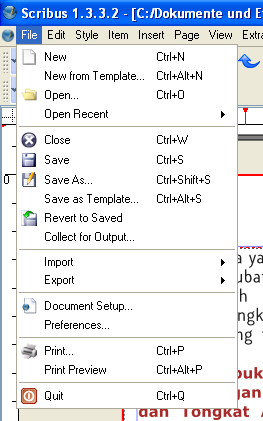 Scribus 1.3.3.2 - [C:/Dokumente und E
File Edit Style Item Insert Page View Extra
New Ctrl+N
New from Template... Ctrl+Alt+N
Open... Ctrl+O
Open Recent
Close Ctrl+W
Save Ctrl+S
Save As... Ctrl+Shift+S
Save as Template... Ctrl+Alt+S
Revert to Saved
Collect for Output...
Import
Export
Document Setup...
Preferences...
Print... Ctrl+P
Print Preview Ctrl+Alt+P
Quit Ctrl+Q
0
dan Tongkat